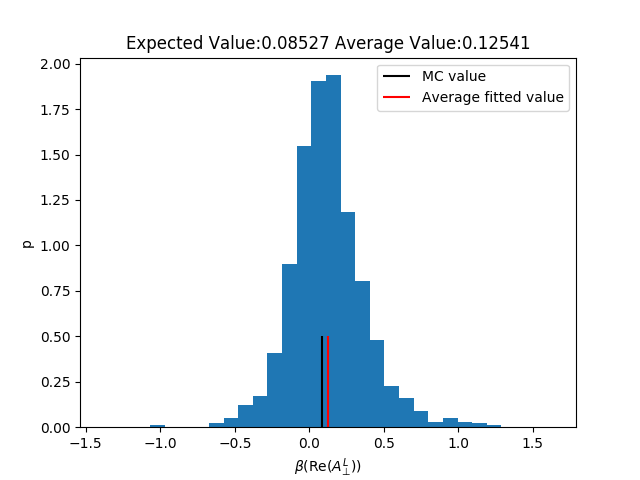 Expected Value:0.08527 Average Value:0.12541
MC value
Average fitted value
2.00
1.75
1.50
1.25
1.00
0.75
0.50
0.25
0.00
p
−1.5 −1.0 −0.5 0.0 0.5 1.0 1.5
β(Re(A_⊥^L))